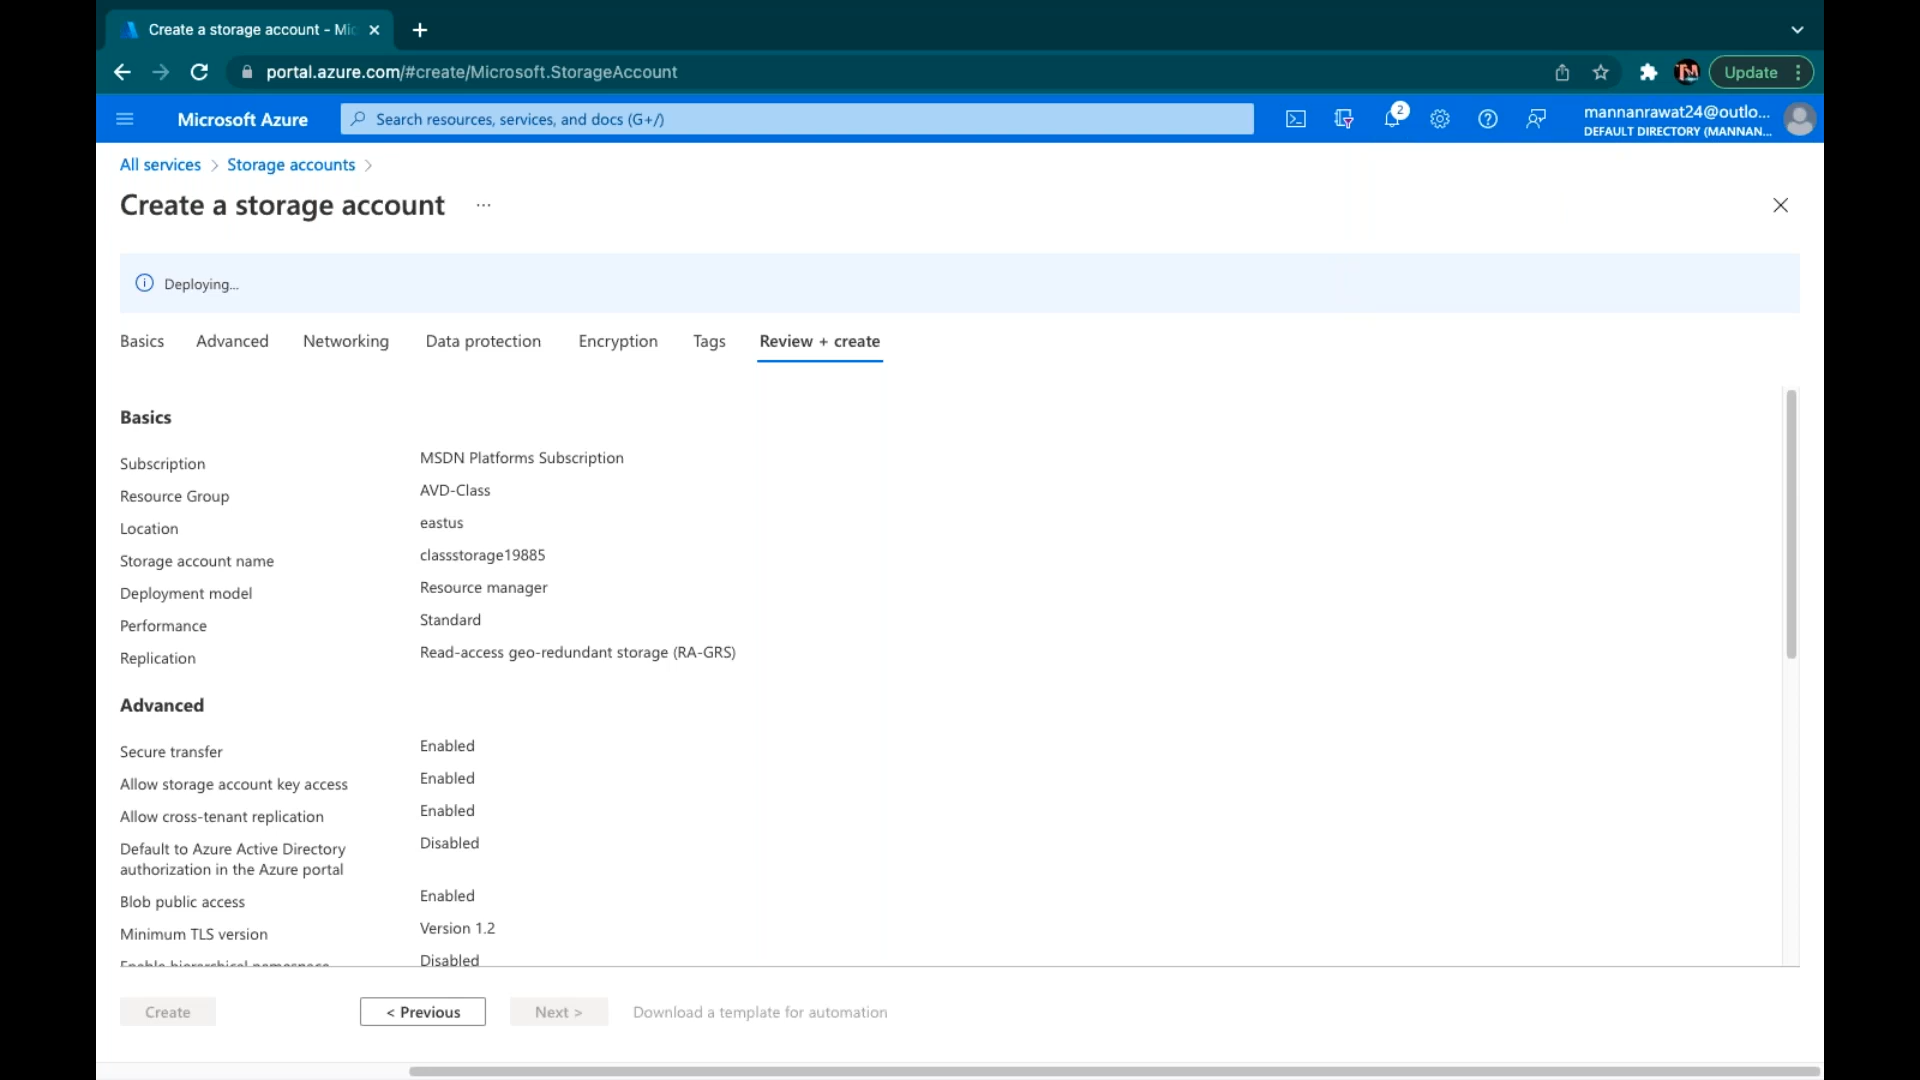 Create a storage account - Mic
portal.azure.com/#create/Microsoft.StorageAccount
Update
Microsoft Azure
Search resources, services, and docs (G+/)
2
mannanrawat24@outlo...
DEFAULT DIRECTORY (MANNAN...
All services > Storage accounts >
Create a storage account ...
Deploying...
Basics
Advanced
Networking
Data protection
Encryption
Tags
Review + create
Basics
Subscription MSDN Platforms Subscription
Resource Group AVD-Class
Location eastus
Storage account name classstorage19885
Deployment model Resource manager
Performance Standard
Replication Read-access geo-redundant storage (RA-GRS)
Advanced
Secure transfer Enabled
Allow storage account key access Enabled
Allow cross-tenant replication Enabled
Default to Azure Active Directory Disabled
authorization in the Azure portal
Blob public access Enabled
Minimum TLS version Version 1.2
Enable hierarchical namespace Disabled
Create
< Previous
Next >
Download a template for automation